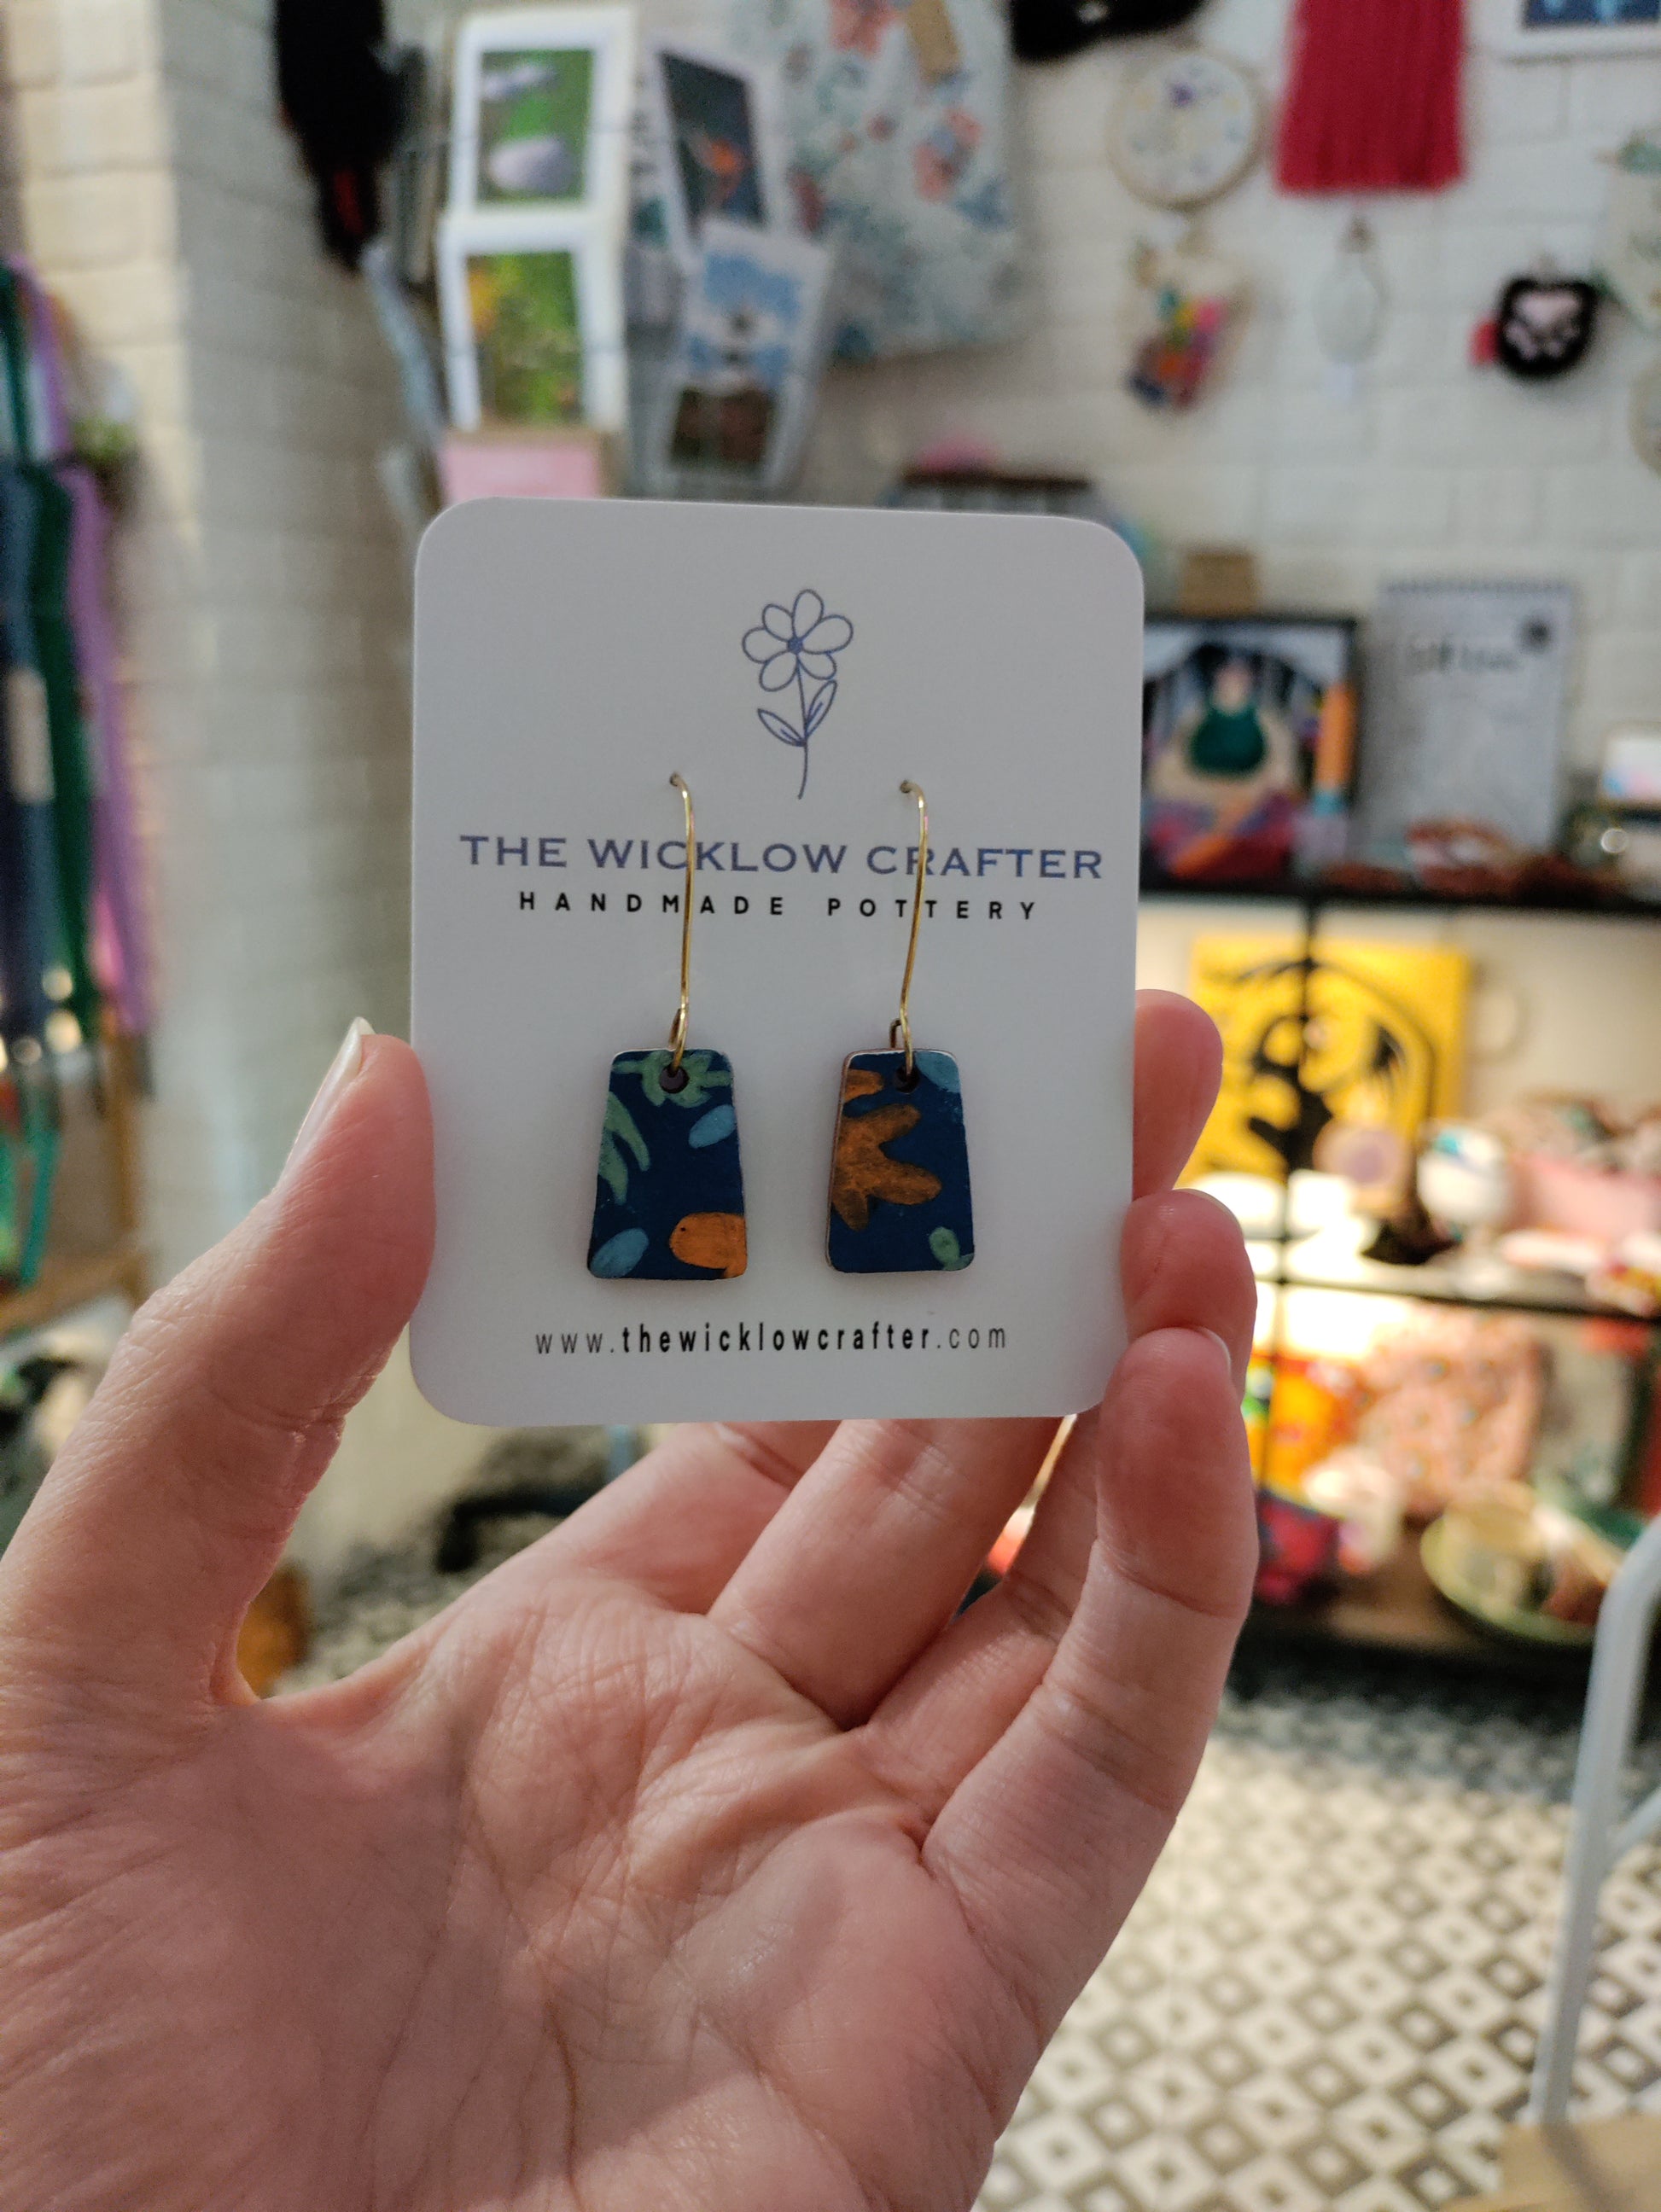 THE WICKLOW CRAFTER
HANDMADE POTTERY
www.thewicklowcrafter.com